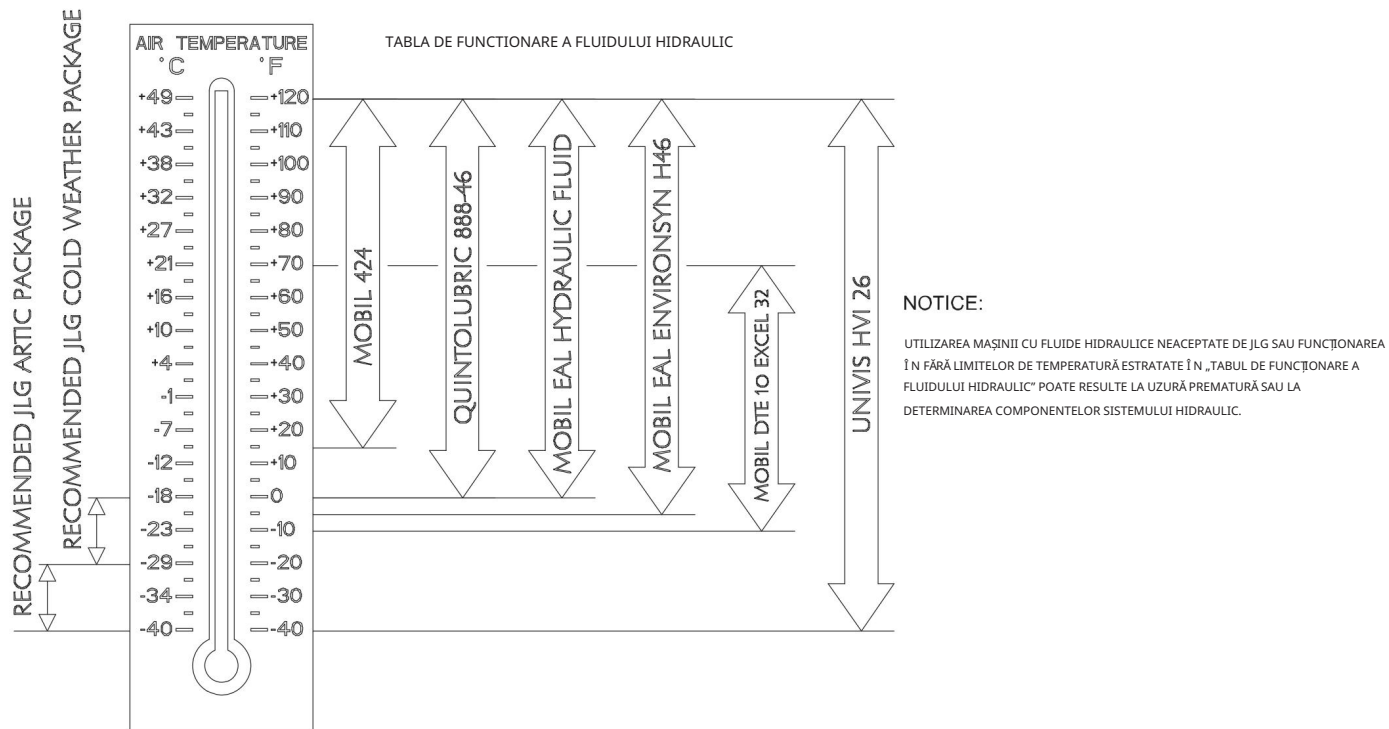 TABLA DE FUNCTIONARE A FLUIDULUI HIDRAULIC
AIR TEMPERATURE
°C °F
+49 +120
+43 +110
+38 +100
+32 +90
+27 +80
+21 +70
+16 +60
+10 +50
+4 +40
-1 +30
-7 +20
-12 +10
-18 0
-23 -10
-29 -20
-34 -30
-40 -40
RECOMMENDED JLG ARTIC PACKAGE
RECOMMENDED JLG COLD WEATHER PACKAGE
MOBIL 424
QUINTOLUBRIC 888-46
MOBIL EAL HYDRAULIC FLUID
MOBIL EAL ENVIRONSYN H46
MOBIL DTE 10 EXCEL 32
UNIVIS HVI 26
NOTICE:
UTILIZAREA MAȘINII CU FLUIDE HIDRAULICE NEACCEPTATE DE JLG SAU FUNCȚIONAREA
ÎN FĂRĂ LIMITELOR DE TEMPERATURĂ ESTRATATE ÎN „TABUL DE FUNCȚIONARE A
FLUIDULUI HIDRAULIC” POATE RESULTE LA UZURĂ PREMATURĂ SAU LA
DETERMINAREA COMPONENTELOR SISTEMULUI HIDRAULIC.